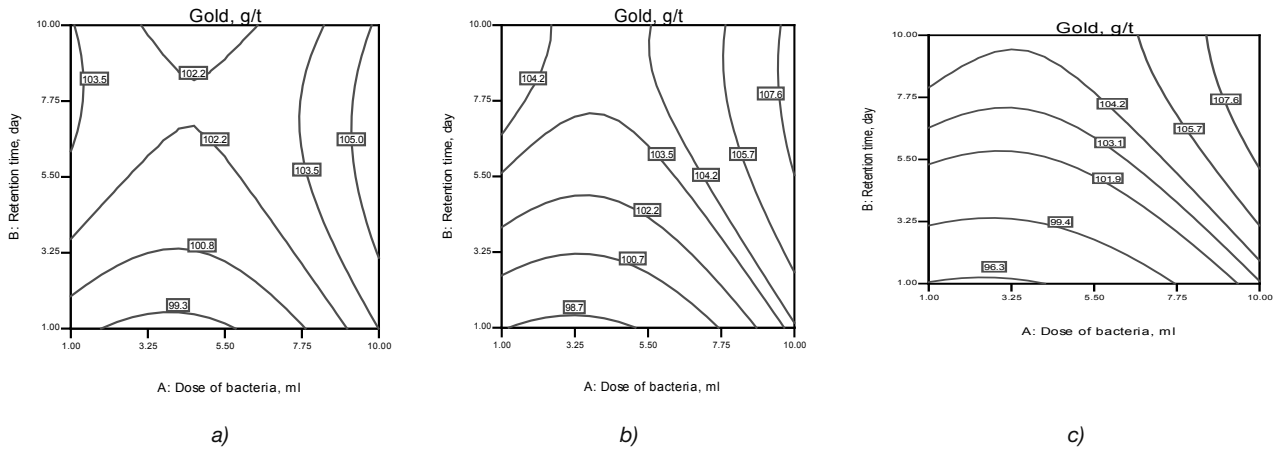 Gold, g/t
10.00
7.75
5.50
3.25
1.00
B: Retention time, day
103.5
102.2
102.2
105.0
103.5
100.8
99.3
1.00 3.25 5.50 7.75 10.00
A: Dose of bacteria, ml
a)
Gold, g/t
10.00
7.75
5.50
3.25
1.00
B: Retention time, day
104.2
107.6
103.5
105.7
104.2
102.2
100.7
98.7
1.00 3.25 5.50 7.75 10.00
A: Dose of bacteria, ml
b)
Gold, g/t
10.00
7.75
5.50
3.25
1.00
B: Retention time, day
104.2
107.6
105.7
103.1
101.9
99.4
96.3
1.00 3.25 5.50 7.75 10.00
A: Dose of bacteria, ml
c)